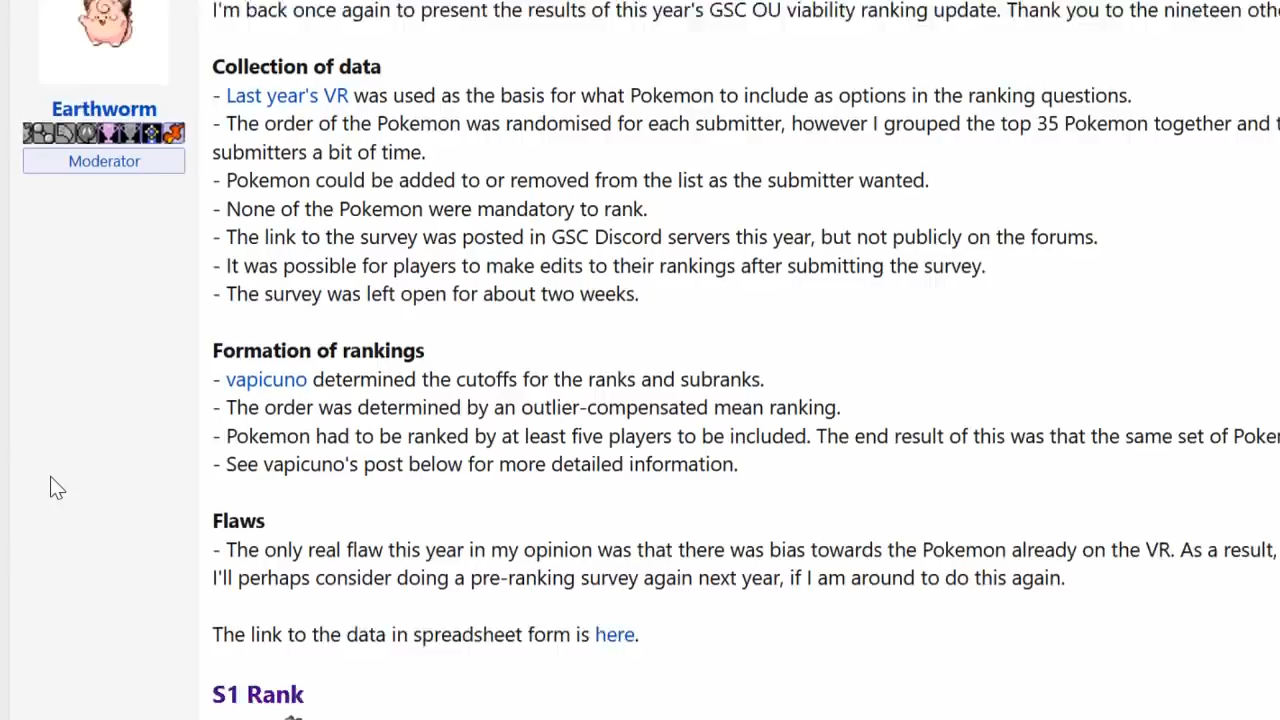 I'm back once again to present the results of this year's GSC OU viability ranking update. Thank you to the nineteen
Earthworm
Moderator
Collection of data
- Last year's VR was used as the basis for what Pokemon to include as options in the ranking questions.
- The order of the Pokemon was randomised for each submitter, however I grouped the top 35 Pokemon together and
submitters a bit of time.
- Pokemon could be added to or removed from the list as the submitter wanted.
- None of the Pokemon were mandatory to rank.
- The link to the survey was posted in GSC Discord servers this year, but not publicly on the forums.
- It was possible for players to make edits to their rankings after submitting the survey.
- The survey was left open for about two weeks.
Formation of rankings
- vapicuno determined the cutoffs for the ranks and subranks.
- The order was determined by an outlier-compensated mean ranking.
- Pokemon had to be ranked by at least five players to be included. The end result of this was that the same set of
- See vapicuno's post below for more detailed information.
Flaws
- The only real flaw this year in my opinion was that there was bias towards the Pokemon already on the VR. As a result,
I'll perhaps consider doing a pre-ranking survey again next year, if I am around to do this again.
The link to the data in spreadsheet form is here.
S1 Rank